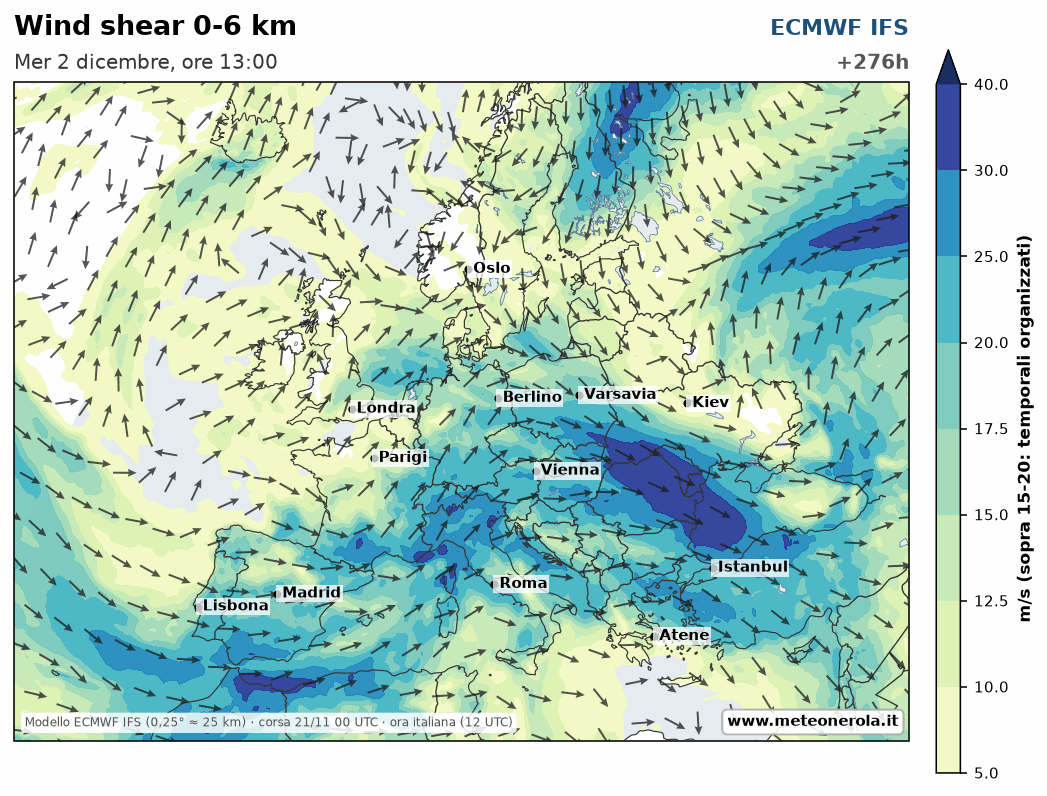 Wind shear 0-6 km
ECMWF IFS
Mer 2 dicembre, ore 13:00
+276h
40.0
30.0
25.0
20.0
17.5
15.0
12.5
10.0
5.0
m/s (sopra 15-20: temporali organizzati)
Oslo
Londra
Berlino
Varsavia
Kiev
Parigi
Vienna
Istanbul
Roma
Madrid
Lisbona
Atene
Modello ECMWF IFS (0,25° ≈ 25 km) · corsa 21/11 00 UTC · ora italiana (12 UTC)
www.meteonerola.it